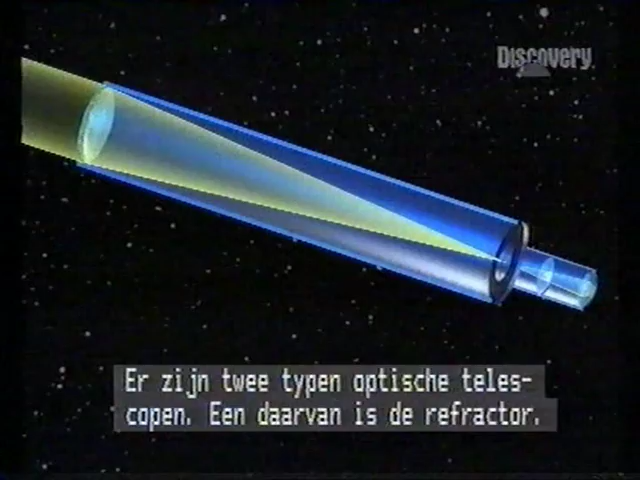 Discovery
Er zijn twee typen optische teles-
copen. Een daarvan is de refractor.